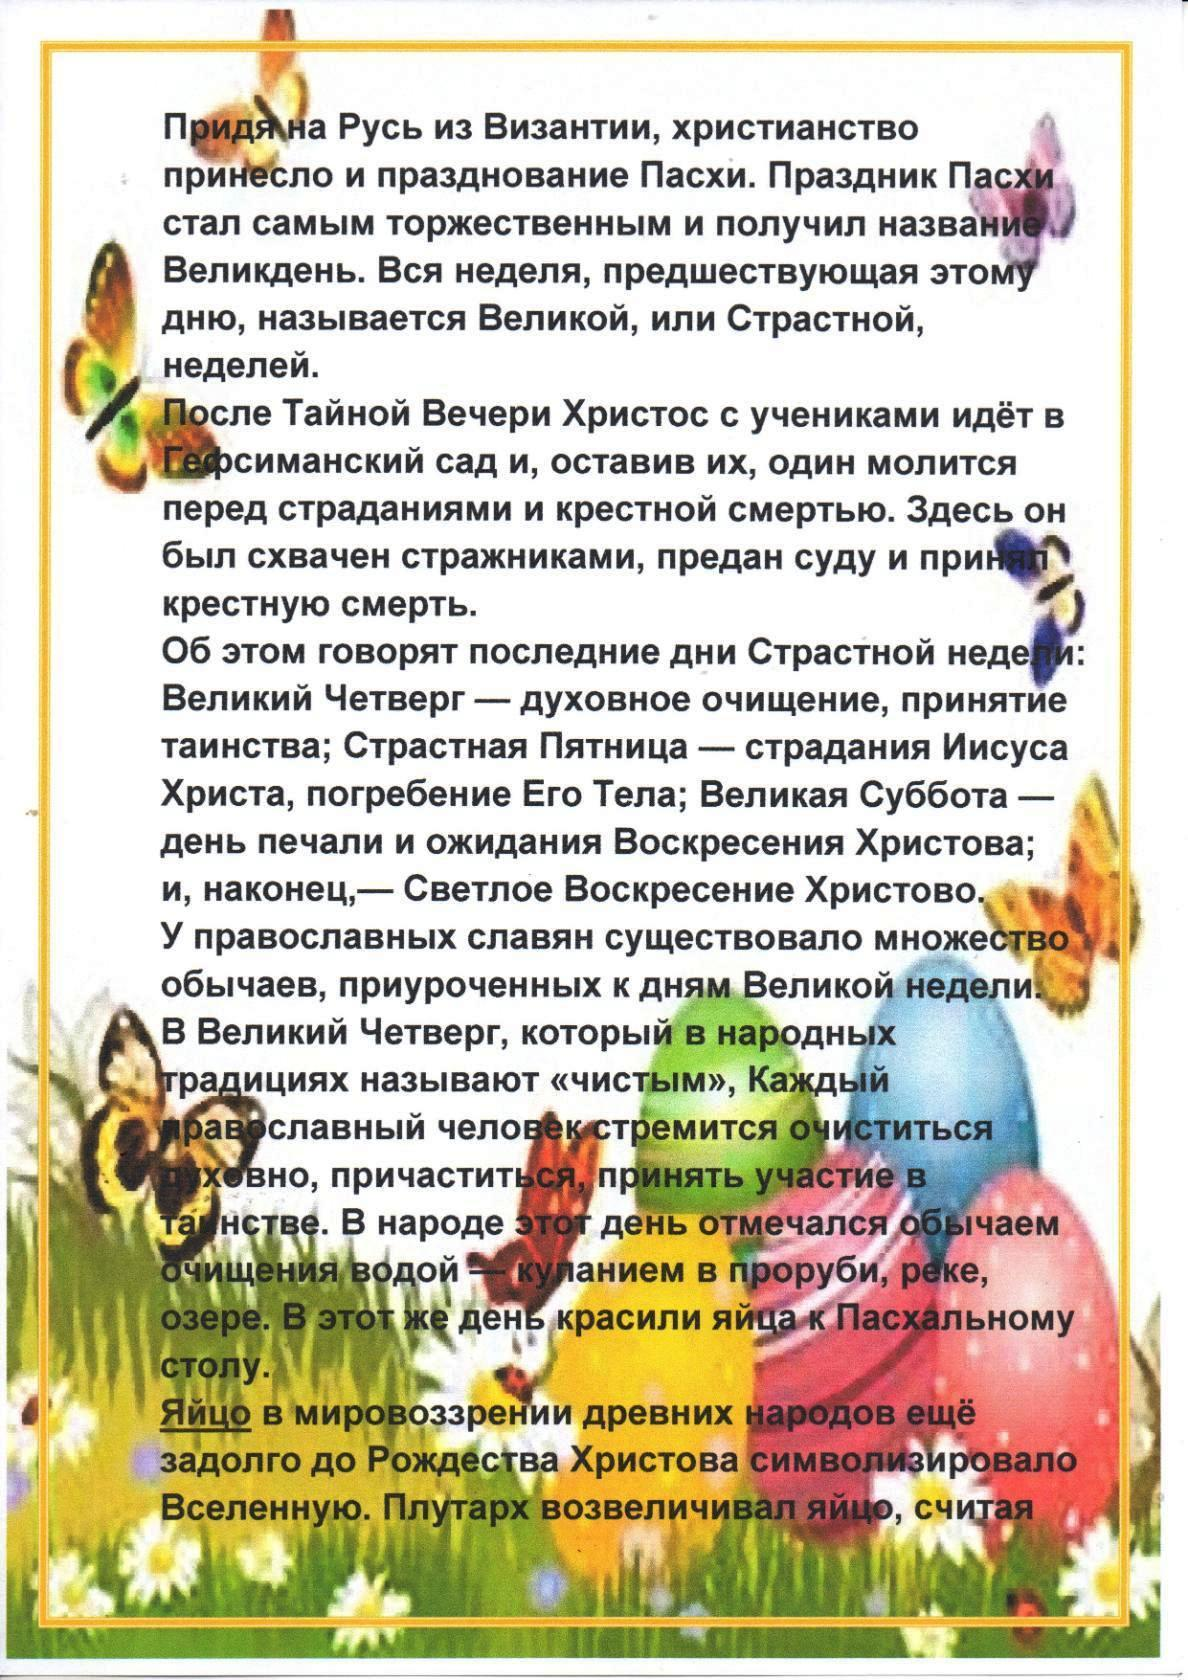 Придя на Русь из Византии, христианство
принесло и празднование Пасхи. Праздник Пасхи
стал самым торжественным и получил название
Великдень. Вся неделя, предшествующая этому
дню, называется Великой, или Страстной,
неделей.
После Тайной Вечери Христос с учениками идёт в
Гефсиманский сад и, оставив их, один молится
перед страданиями и крестной смертью. Здесь он
был схвачен стражниками, предан суду и принял
крестную смерть.
Об этом говорят последние дни Страстной недели:
Великий Четверг — духовное очищение, принятие
таинства; Страстная Пятница — страдания Иисуса
Христа, погребение Его Тела; Великая Суббота —
день печали и ожидания Воскресения Христова;
и, наконец,— Светлое Воскресение Христово.
У православных славян существовало множество
обычаев, приуроченных к дням Великой недели.
В Великий Четверг, который в народных
традициях называют «чистым», Каждый
православный человек стремится очиститься
духовно, причаститься, принять участие в
таинстве. В народе этот день отмечался обычаем
очищения водой — купанием в проруби, реке,
озере. В этот же день красили яйца к Пасхальному
столу.
Яйцо в мировоззрении древних народов ещё
задолго до Рождества Христова символизировало
Вселенную. Плутарх возвеличивал яйцо, считая